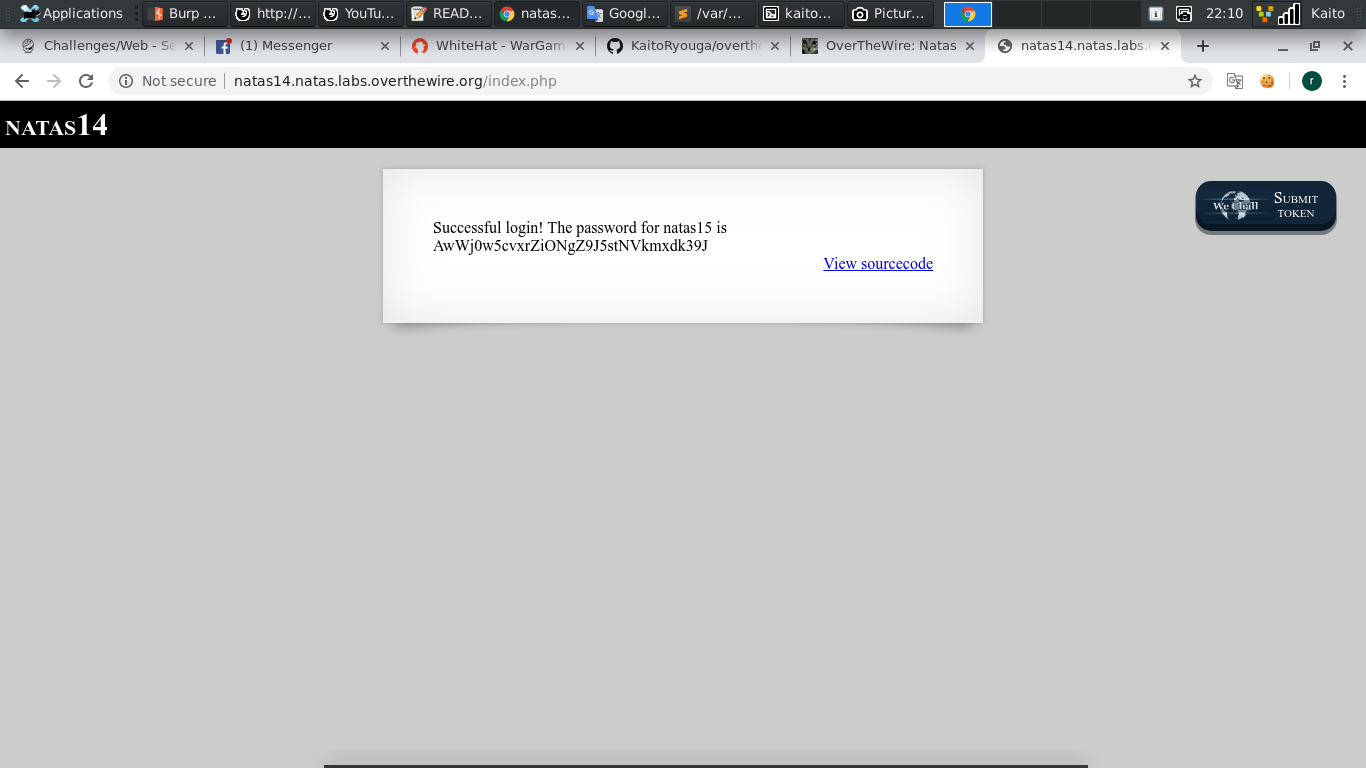 Applications Burp ... http://... YouTu... READ... natas... Googl... /var/... kaito... Pictur... 22:10 Kaito
Challenges/Web - Se (1) Messenger WhiteHat - WarGam KaitoRyouga/overthe OverTheWire: Natas natas14.natas.labs.o
Not secure natas14.natas.labs.overthewire.org/index.php r
NATAS14
Successful login! The password for natas15 is
AwWj0w5cvxrZiONgZ9J5stNVkmxdk39J
View sourcecode
We Chall SUBMIT
TOKEN